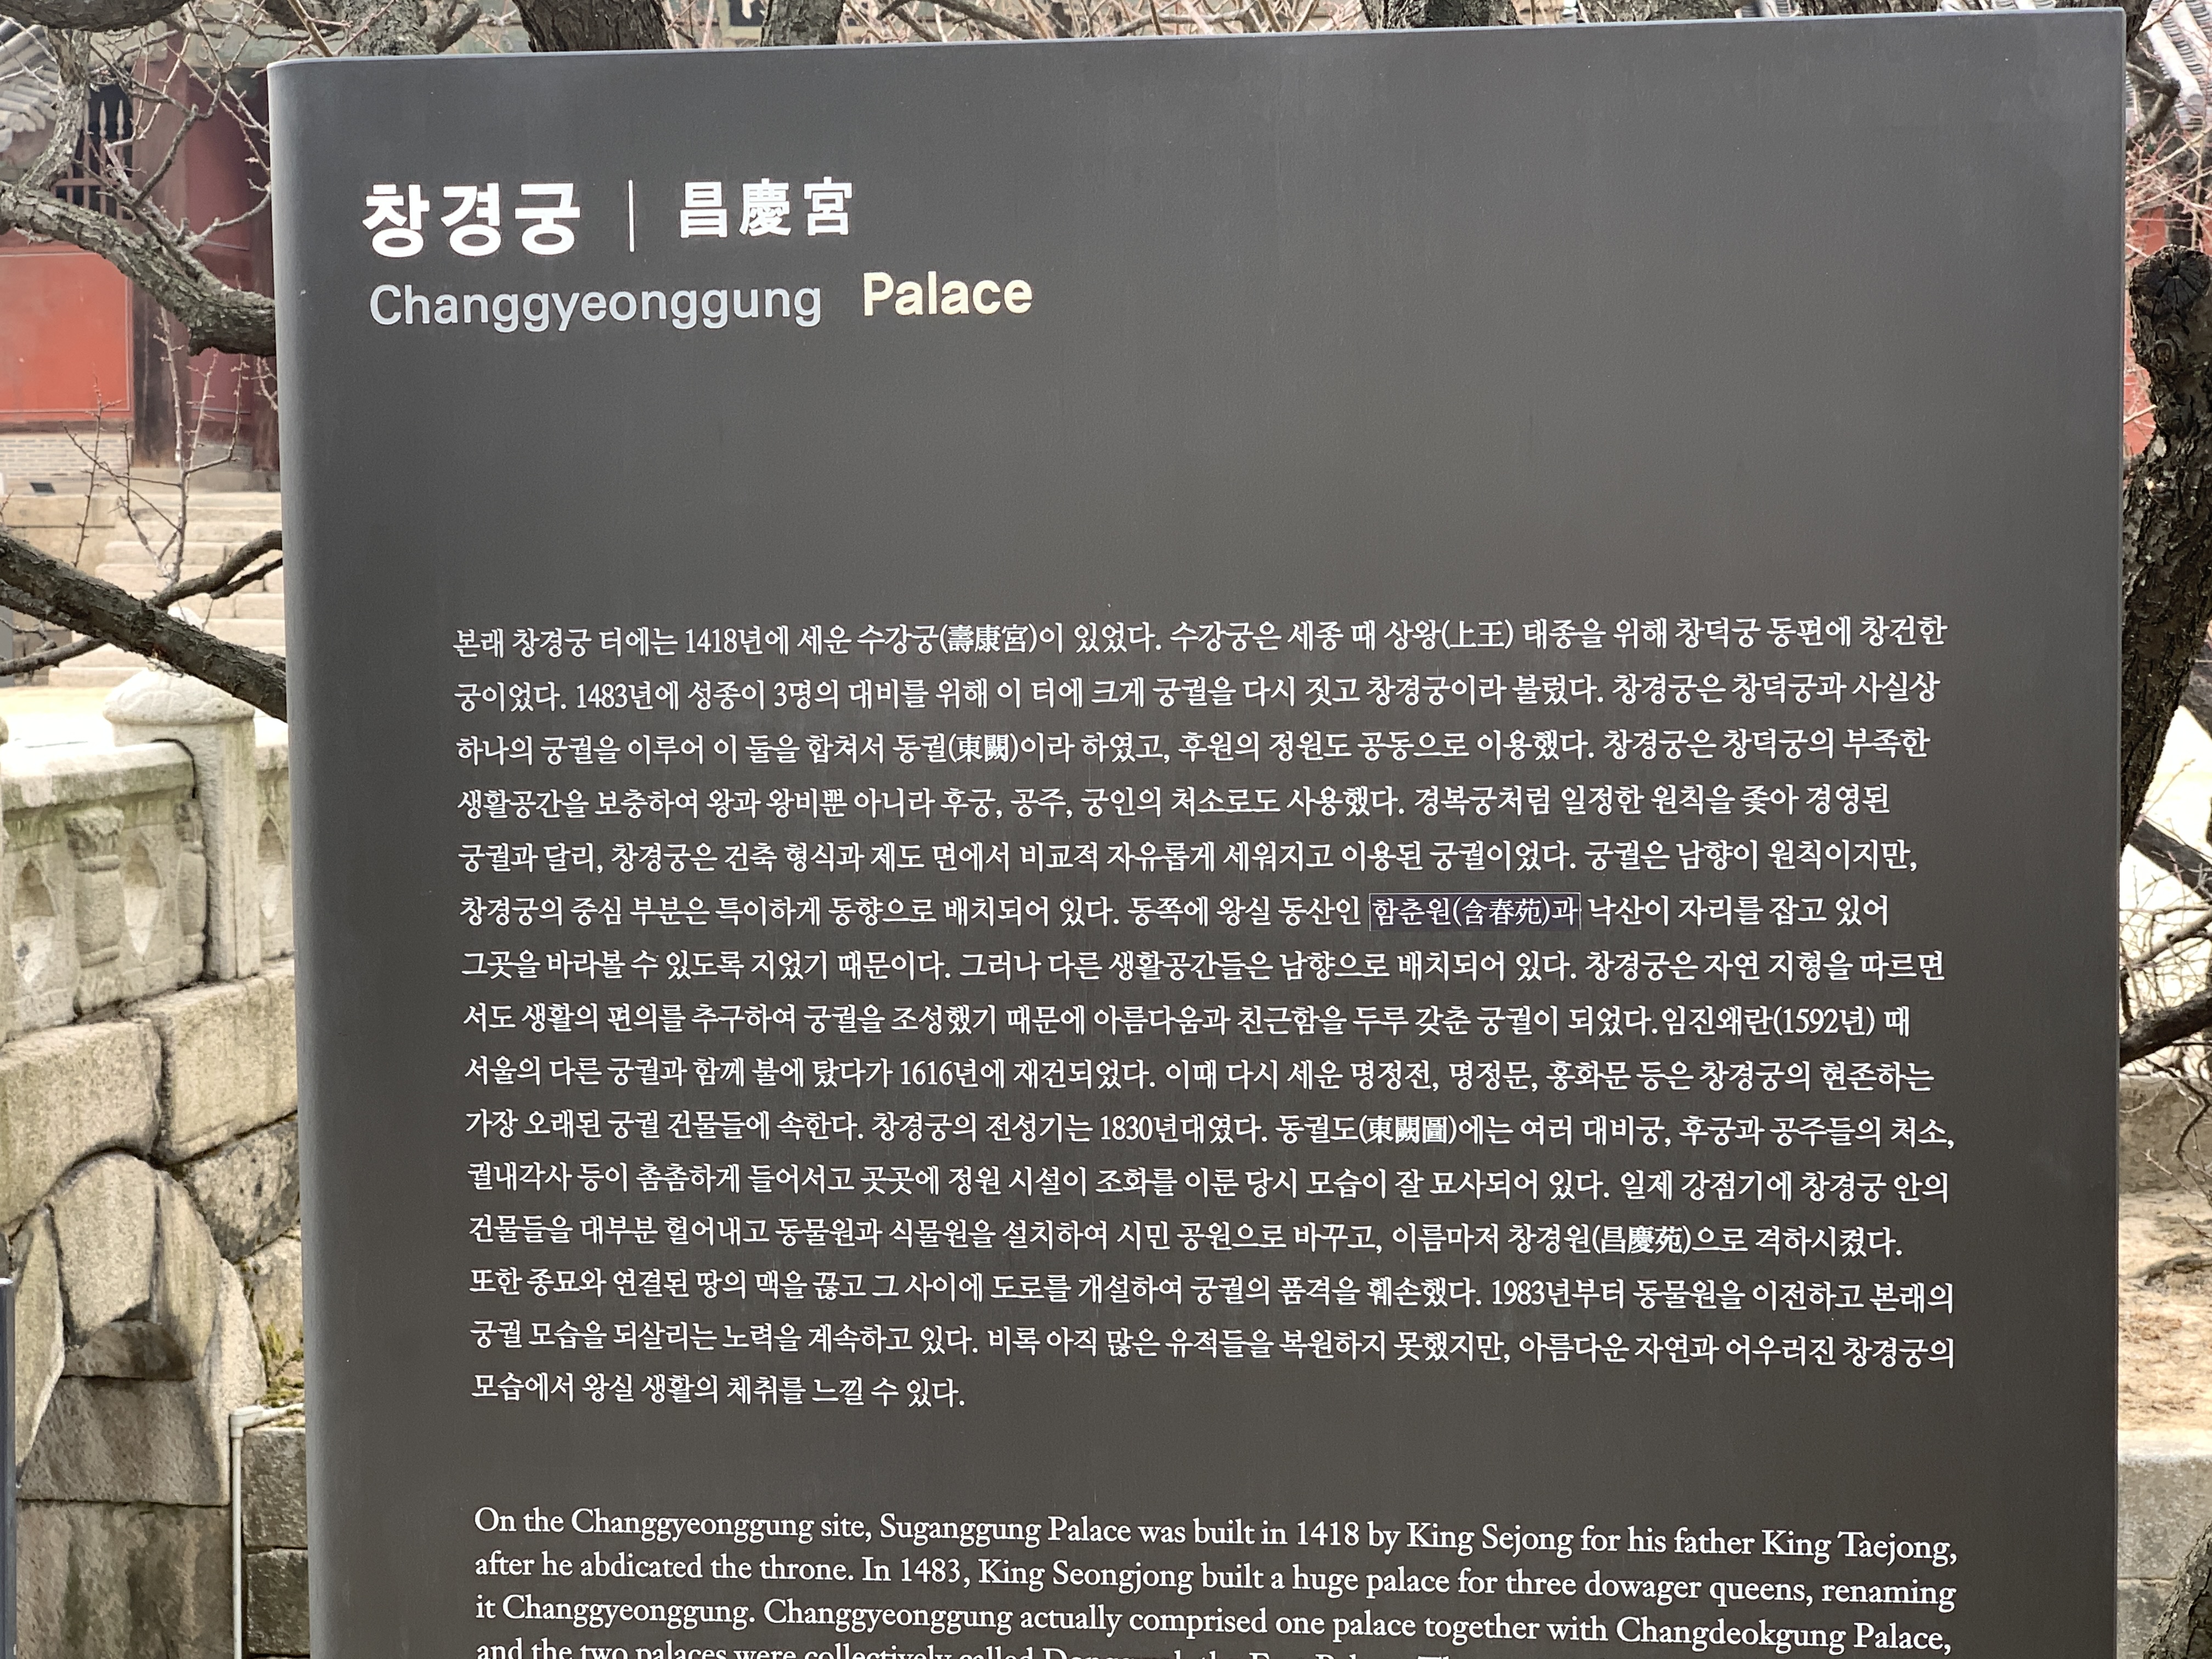 창경궁 | 昌慶宮
Changgyeonggung Palace
본래 창경궁 터에는 1418년에 세운 수강궁(壽康宮)이 있었다. 수강궁은 세종 때 상왕(上王) 태종을 위해 창덕궁 동편에 창건한
궁이었다. 1483년에 성종이 3명의 대비를 위해 이 터에 크게 궁궐을 다시 짓고 창경궁이라 불렀다. 창경궁은 창덕궁과 사실상
하나의 궁궐을 이루어 이 둘을 합쳐서 동궐(東闕)이라 하였고, 후원의 정원도 공동으로 이용했다. 창경궁은 창덕궁의 부족한
생활공간을 보충하여 왕과 왕비뿐 아니라 후궁, 공주, 궁인의 처소로도 사용했다. 경복궁처럼 일정한 원칙을 좇아 경영된
궁궐과 달리, 창경궁은 건축 형식과 제도 면에서 비교적 자유롭게 세워지고 이용된 궁궐이었다. 궁궐은 남향이 원칙이지만,
창경궁의 중심 부분은 특이하게 동향으로 배치되어 있다. 동쪽에 왕실 동산인 함춘원(含春苑)과 낙산이 자리를 잡고 있어
그곳을 바라볼 수 있도록 지었기 때문이다. 그러나 다른 생활공간들은 남향으로 배치되어 있다. 창경궁은 자연 지형을 따르면
서도 생활의 편의를 추구하여 궁궐을 조성했기 때문에 아름다움과 친근함을 두루 갖춘 궁궐이 되었다.임진왜란(1592년) 때
서울의 다른 궁궐과 함께 불에 탔다가 1616년에 재건되었다. 이때 다시 세운 명정전, 명정문, 홍화문 등은 창경궁의 현존하는
가장 오래된 궁궐 건물들에 속한다. 창경궁의 전성기는 1830년대였다. 동궐도(東闕圖)에는 여러 대비궁, 후궁과 공주들의 처소,
궐내각사 등이 촘촘하게 들어서고 곳곳에 정원 시설이 조화를 이룬 당시 모습이 잘 묘사되어 있다. 일제 강점기에 창경궁 안의
건물들을 대부분 헐어내고 동물원과 식물원을 설치하여 시민 공원으로 바꾸고, 이름마저 창경원(昌慶苑)으로 격하시켰다.
또한 종묘와 연결된 땅의 맥을 끊고 그 사이에 도로를 개설하여 궁궐의 품격을 훼손했다. 1983년부터 동물원을 이전하고 본래의
궁궐 모습을 되살리는 노력을 계속하고 있다. 비록 아직 많은 유적들을 복원하지 못했지만, 아름다운 자연과 어우러진 창경궁의
모습에서 왕실 생활의 체취를 느낄 수 있다.
On the Changgyeonggung site, Suganggung Palace was built in 1418 by King Sejong for his father King Taejong,
after he abdicated the throne. In 1483, King Seongjong built a huge palace for three dowager queens, renaming
it Changgyeonggung. Changgyeonggung actually comprised one palace together with Changdeokgung Palace,
and the two palaces were collectively called